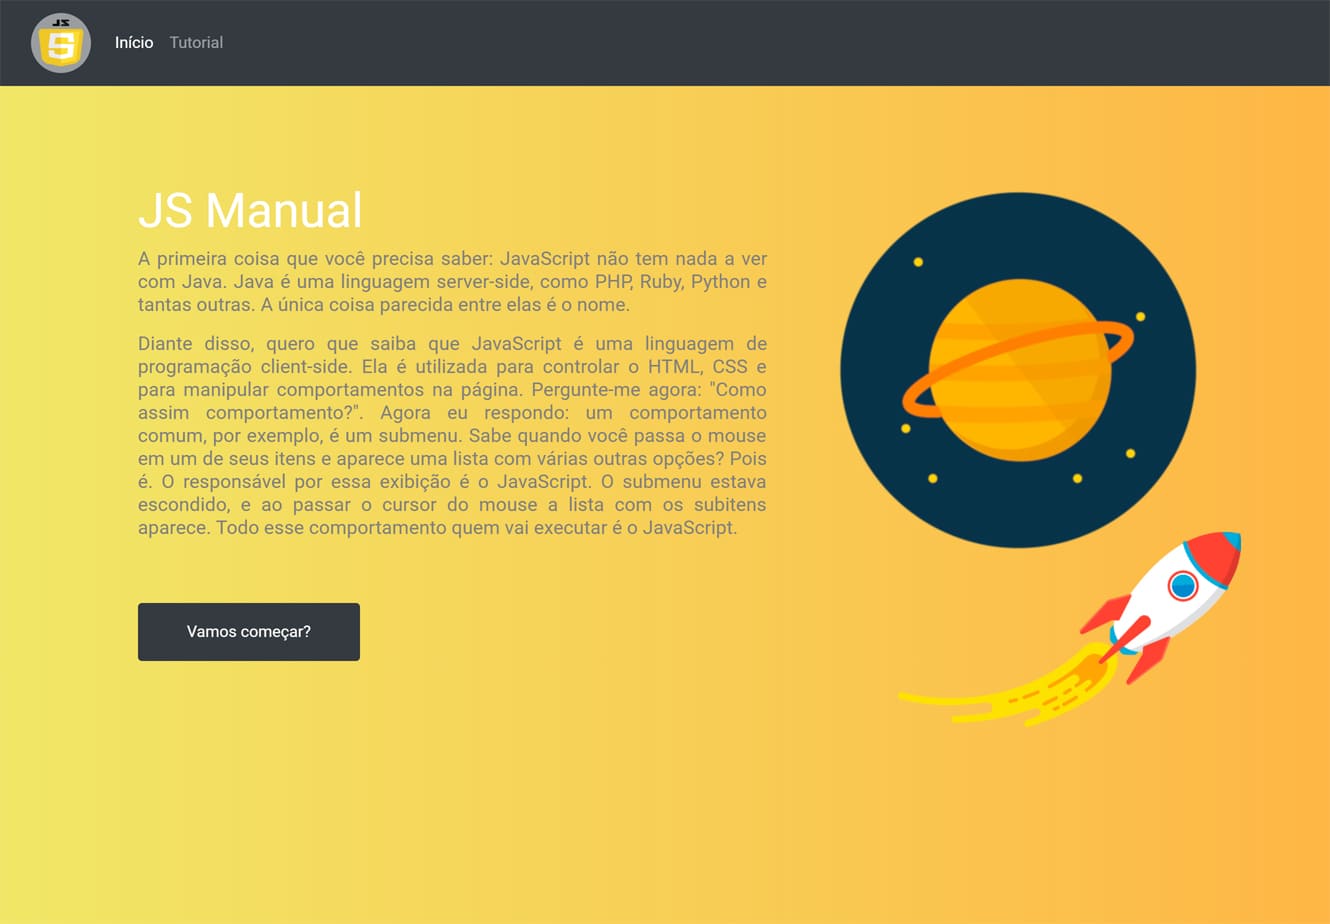 JS
Início
Tutorial
JS Manual
A primeira coisa que você precisa saber: JavaScript não tem nada a ver
com Java. Java é uma linguagem server-side, como PHP, Ruby, Python e
tantas outras. A única coisa parecida entre elas é o nome.
Diante disso, quero que saiba que JavaScript é uma linguagem de
programação client-side. Ela é utilizada para controlar o HTML, CSS e
para manipular comportamentos na página. Pergunte-me agora: "Como
assim comportamento?". Agora eu respondo: um comportamento
comum, por exemplo, é um submenu. Sabe quando você passa o mouse
em um de seus itens e aparece uma lista com várias outras opções? Pois
é. O responsável por essa exibição é o JavaScript. O submenu estava
escondido, e ao passar o cursor do mouse a lista com os subitens
aparece. Todo esse comportamento quem vai executar é o JavaScript.
Vamos começar?